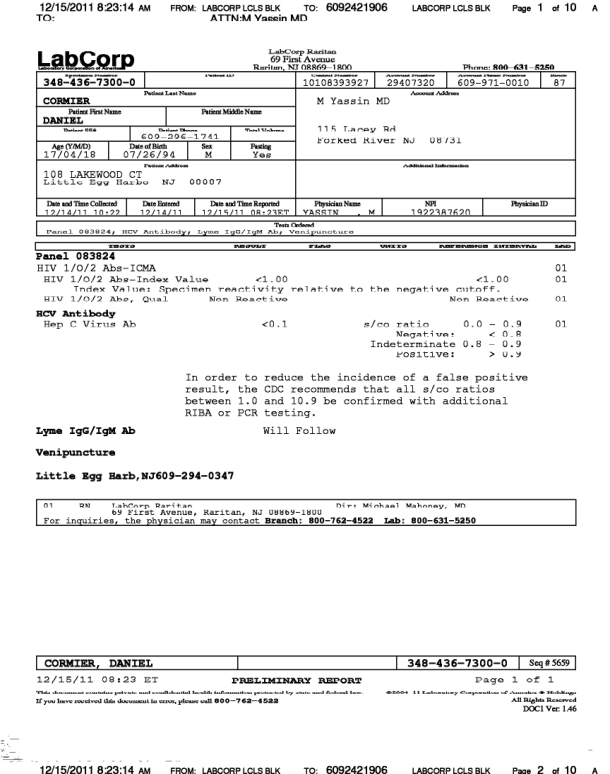 12/15/2011 8:23:14 AM FROM: LABCORP LCLS BLK TO: 6092421906 LABCORP LCLS BLK Page 1 of 10 A
TO: ATTN:M Yassin MD
LabCorp
Laboratory Corporation of America
LabCorp Raritan
69 First Avenue
Raritan, NJ 08869-1800 Phone: 800-631-5250
Specimen Number Patient ID Control Number Account Number Account Phone Number Route
348-436-7300-0 10108393927 29407320 609-971-0010 87
Patient Last Name Account Address
CORMIER M Yassin MD
Patient First Name Patient Middle Name
DANIEL
115 Lacey Rd
Patient SS# Patient Phone Total Volume
609-296-1741 Forked River NJ 08731
Age (Y/M/D) Date of Birth Sex Fasting
17/04/18 07/26/94 M Yes
Patient Address Additional Information
108 LAKEWOOD CT
Little Egg Harbo NJ 00007
Date and Time Collected Date Entered Date and Time Reported Physician Name NPI Physician ID
12/14/11 10:22 12/14/11 12/15/11 08:23ET YASSIN , M 1922387620
Tests Ordered
Panel 083824, HCV Antibody, Lyme IgG/IgM Ab, Venipuncture
TESTS RESULT FLAG UNITS REFERENCE INTERVAL LAB
Panel 083824
HIV 1/O/2 Abs-ICMA 01
HIV 1/O/2 Abs-Index Value <1.00 <1.00 01
Index Value: Specimen reactivity relative to the negative cutoff.
HIV 1/O/2 Abs, Qual Non Reactive Non Reactive 01
HCV Antibody
Hep C Virus Ab <0.1 s/co ratio 0.0 - 0.9 01
Negative: < 0.8
Indeterminate 0.8 - 0.9
Positive: > 0.9
In order to reduce the incidence of a false positive
result, the CDC recommends that all s/co ratios
between 1.0 and 10.9 be confirmed with additional
RIBA or PCR testing.
Lyme IgG/IgM Ab Will Follow
Venipuncture
Little Egg Harb,NJ609-294-0347
01 RN LabCorp Raritan Dir: Michael Mahoney, MD
69 First Avenue, Raritan, NJ 08869-1800
For inquiries, the physician may contact Branch: 800-762-4522 Lab: 800-631-5250
CORMIER, DANIEL 348-436-7300-0 Seq # 5659
12/15/11 08:23 ET PRELIMINARY REPORT Page 1 of 1
This document contains private and confidential health information protected by state and federal law. ©2004-11 Laboratory Corporation of America ® Holdings
If you have received this document in error, please call 800-762-4522 All Rights Reserved
DOC1 Ver: 1.46
12/15/2011 8:23:14 AM FROM: LABCORP LCLS BLK TO: 6092421906 LABCORP LCLS BLK Page 2 of 10 A